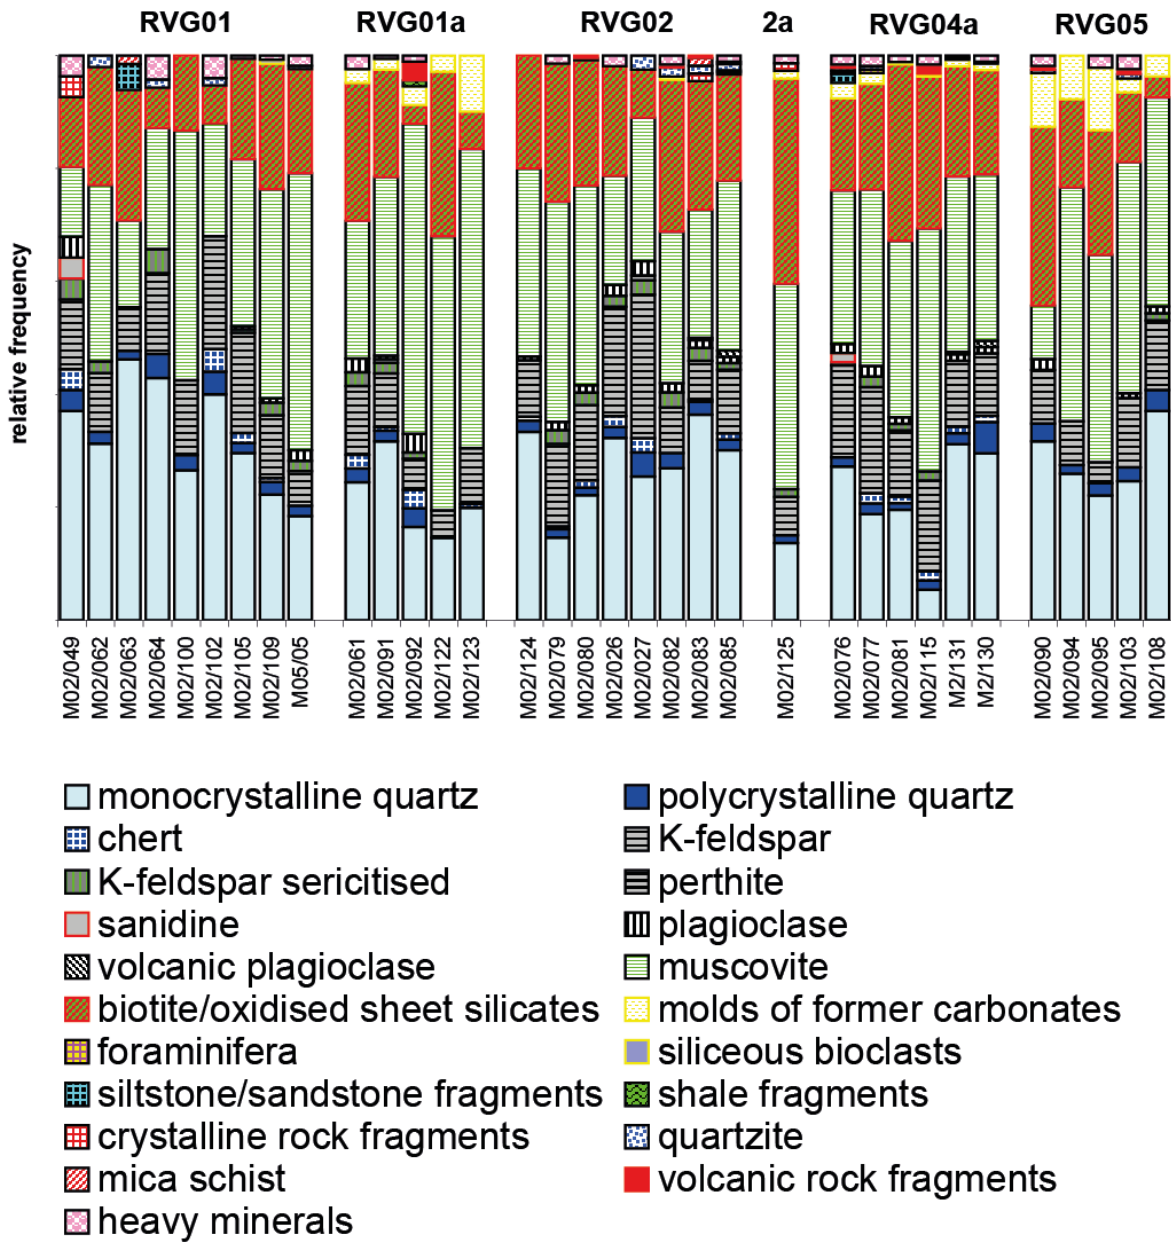 RVG01 RVG01a RVG02 2a RVG04a RVG05
relative frequency
M02/049
M02/062
M02/063
M02/064
M02/100
M02/102
M02/105
M02/109
M05/05
M02/061
M02/091
M02/092
M02/122
M02/123
M02/124
M02/079
M02/080
M02/026
M02/027
M02/082
M02/083
M02/085
M02/125
M02/076
M02/077
M02/081
M02/115
M2/131
M2/130
M02/090
M02/094
M02/095
M02/103
M02/108
monocrystalline quartz polycrystalline quartz
chert K-feldspar
K-feldspar sericitised perthite
sanidine plagioclase
volcanic plagioclase muscovite
biotite/oxidised sheet silicates molds of former carbonates
foraminifera siliceous bioclasts
siltstone/sandstone fragments shale fragments
crystalline rock fragments quartzite
mica schist volcanic rock fragments
heavy minerals